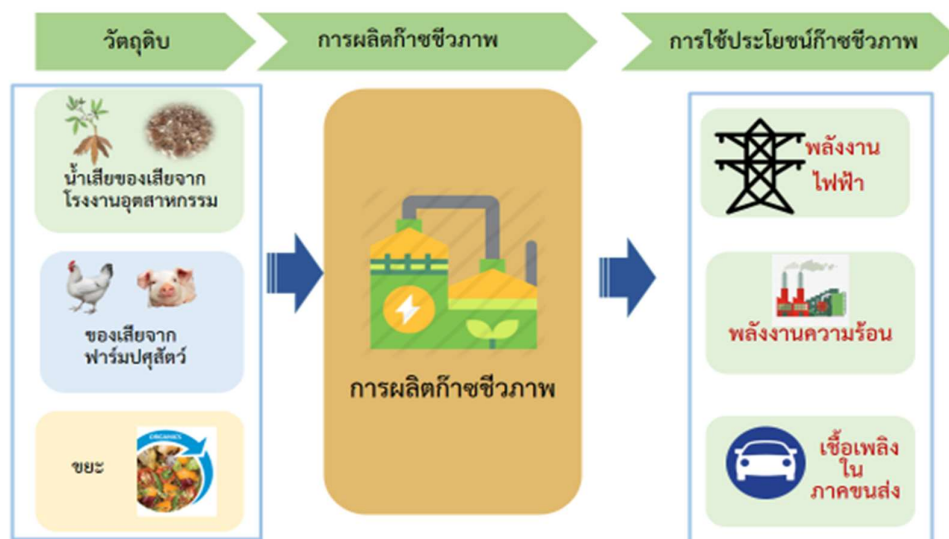 วัตถุดิบ
การผลิตก๊าซชีวภาพ
การใช้ประโยชน์ก๊าซชีวภาพ
น้ำเสียของเสียจาก
โรงงานอุตสาหกรรม
ของเสียจาก
ฟาร์มปศุสัตว์
ขยะ
ORGANICS
การผลิตก๊าซชีวภาพ
พลังงาน
ไฟฟ้า
พลังงานความร้อน
เชื้อเพลิง
ใน
ภาคขนส่ง